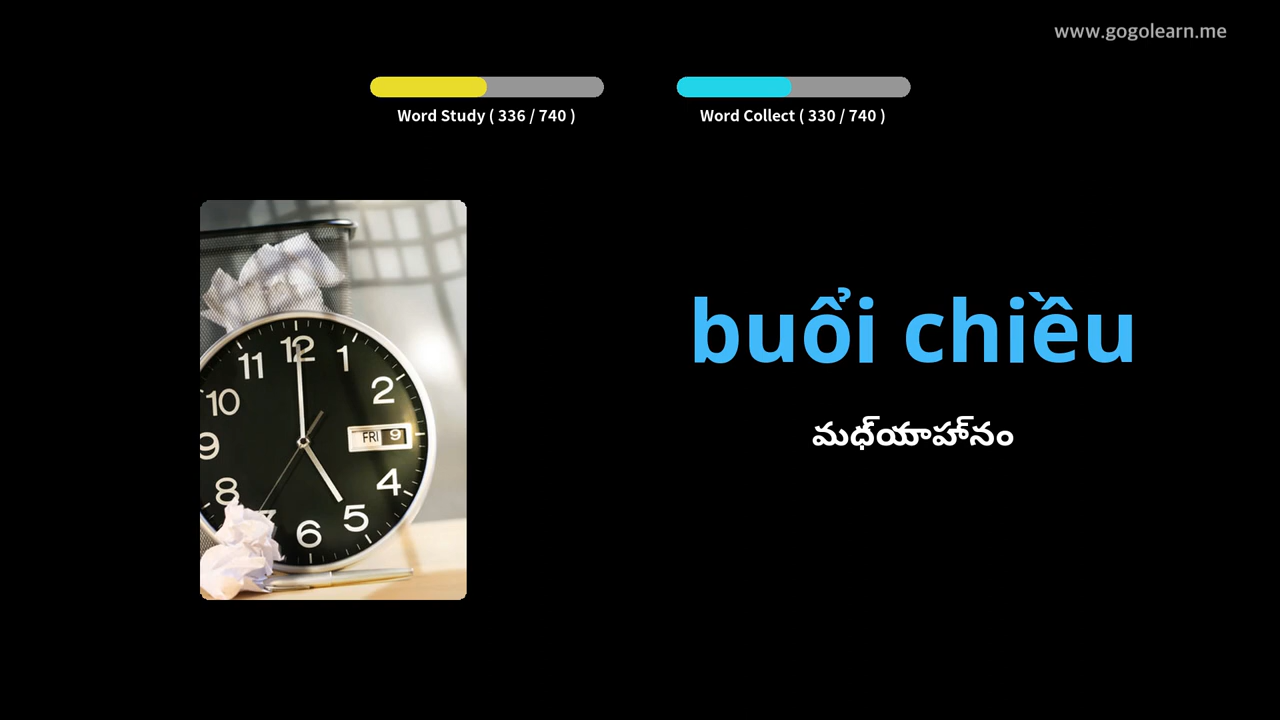 www.gogolearn.me
Word Study ( 336 / 740 )
Word Collect ( 330 / 740 )
12
11
1
10
2
9
FRI 9
8
4
7
5
6
buổi chiều
మధ్యాహ్నం